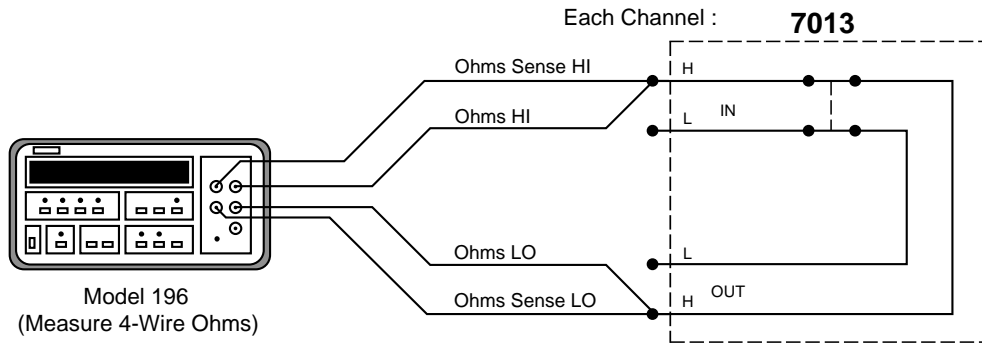 Each Channel :
7013
Ohms Sense HI
H
Ohms HI
IN
L
Ohms LO
L
OUT
Ohms Sense LO
H
Model 196
(Measure 4-Wire Ohms)